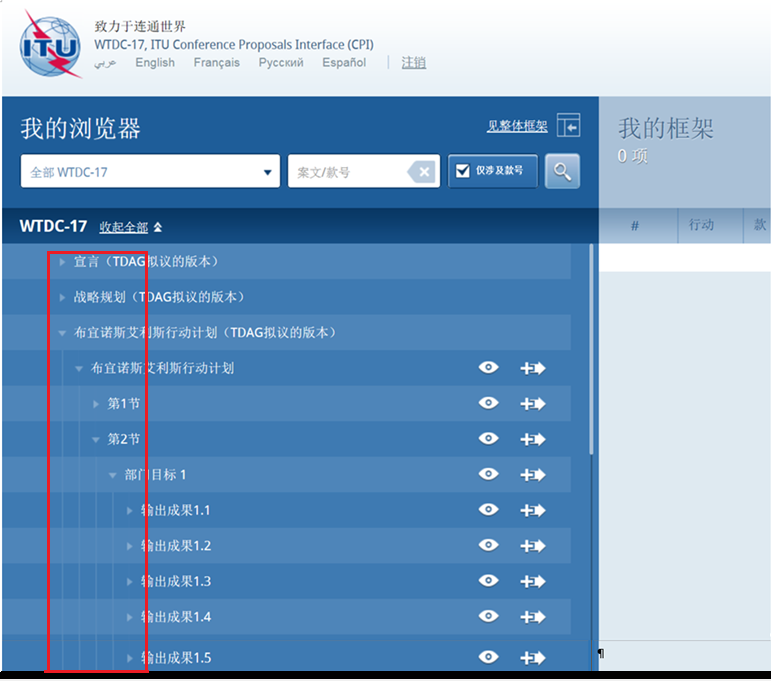 ITU
致力于连通世界
WTDC-17, ITU Conference Proposals Interface (CPI)
عربي English Français Русский Español | 注销
我的浏览器
见整体框架
我的框架
0 项
全部 WTDC-17
案文/款号
仅涉及款号
WTDC-17 收起全部
# 行动 款
宣言（TDAG拟议的版本）
战略规划（TDAG拟议的版本）
布宜诺斯艾利斯行动计划（TDAG拟议的版本）
布宜诺斯艾利斯行动计划
第1节
第2节
部门目标 1
输出成果1.1
输出成果1.2
输出成果1.3
输出成果1.4
输出成果1.5
¶